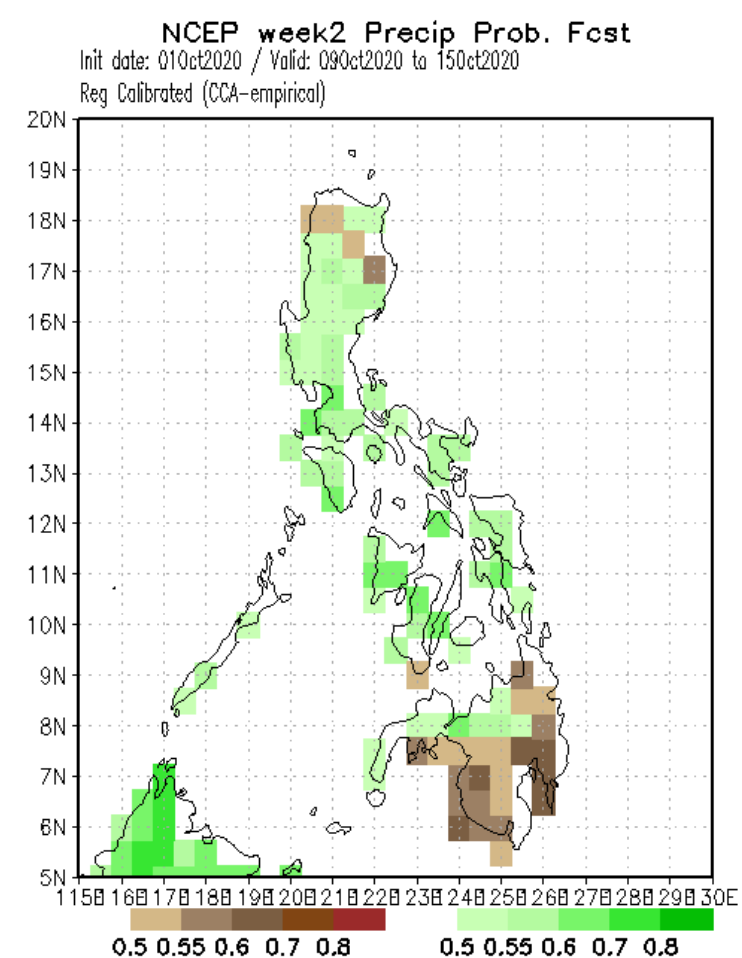 NCEP week2 Precip Prob. Fcst
Init date: 01Oct2020 / Valid: 09Oct2020 to 15Oct2020
Reg Calibrated (CCA-empirical)
20N
19N
18N
17N
16N
15N
14N
13N
12N
11N
10N
9N
8N
7N
6N
5N
115E 116E 117E 118E 119E 120E 121E 122E 123E 124E 125E 126E 127E 128E 129E 130E
0.5 0.55 0.6 0.7 0.8 0.5 0.55 0.6 0.7 0.8